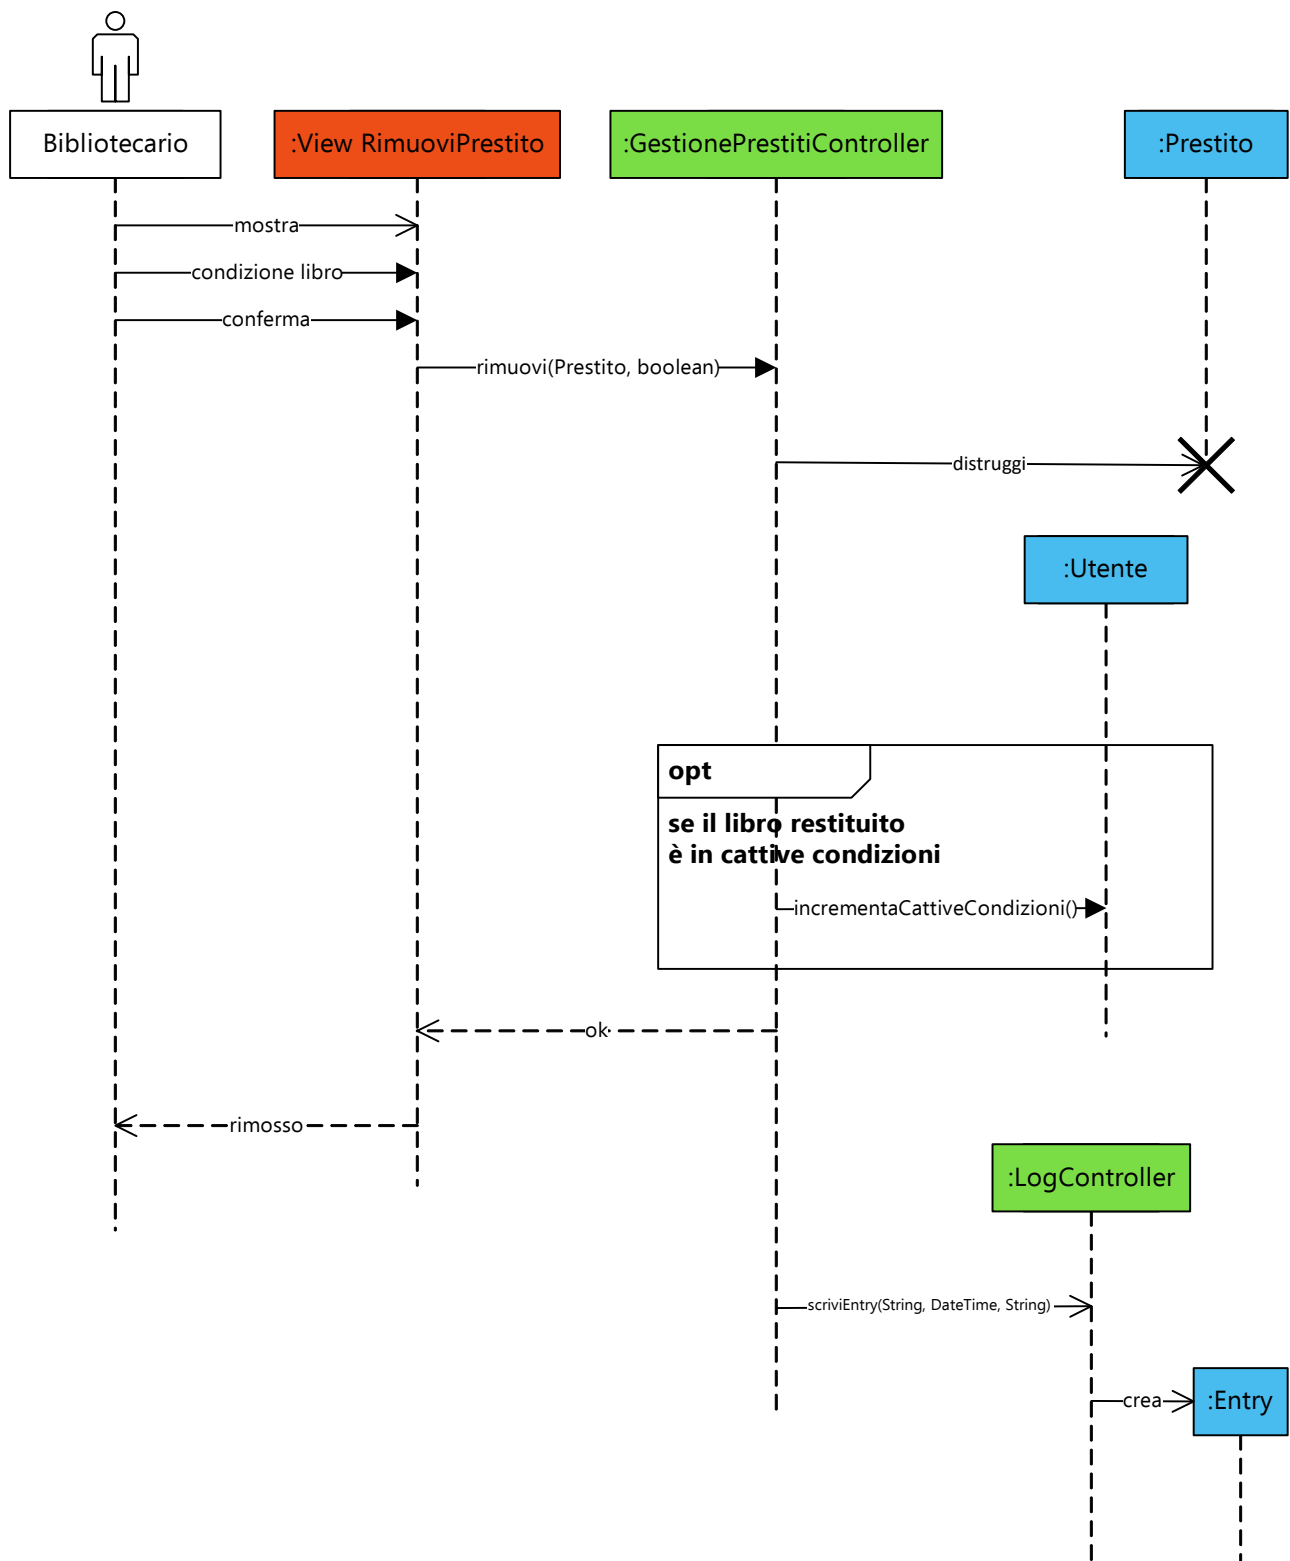 Bibliotecario
:View RimuoviPrestito
:GestionePrestitiController
:Prestito
mostra
condizione libro
conferma
rimuovi(Prestito, boolean)
distruggi
:Utente
opt
se il libro restituito
è in cattive condizioni
incrementaCattiveCondizioni()
ok
rimosso
:LogController
scriviEntry(String, DateTime, String)
crea
:Entry